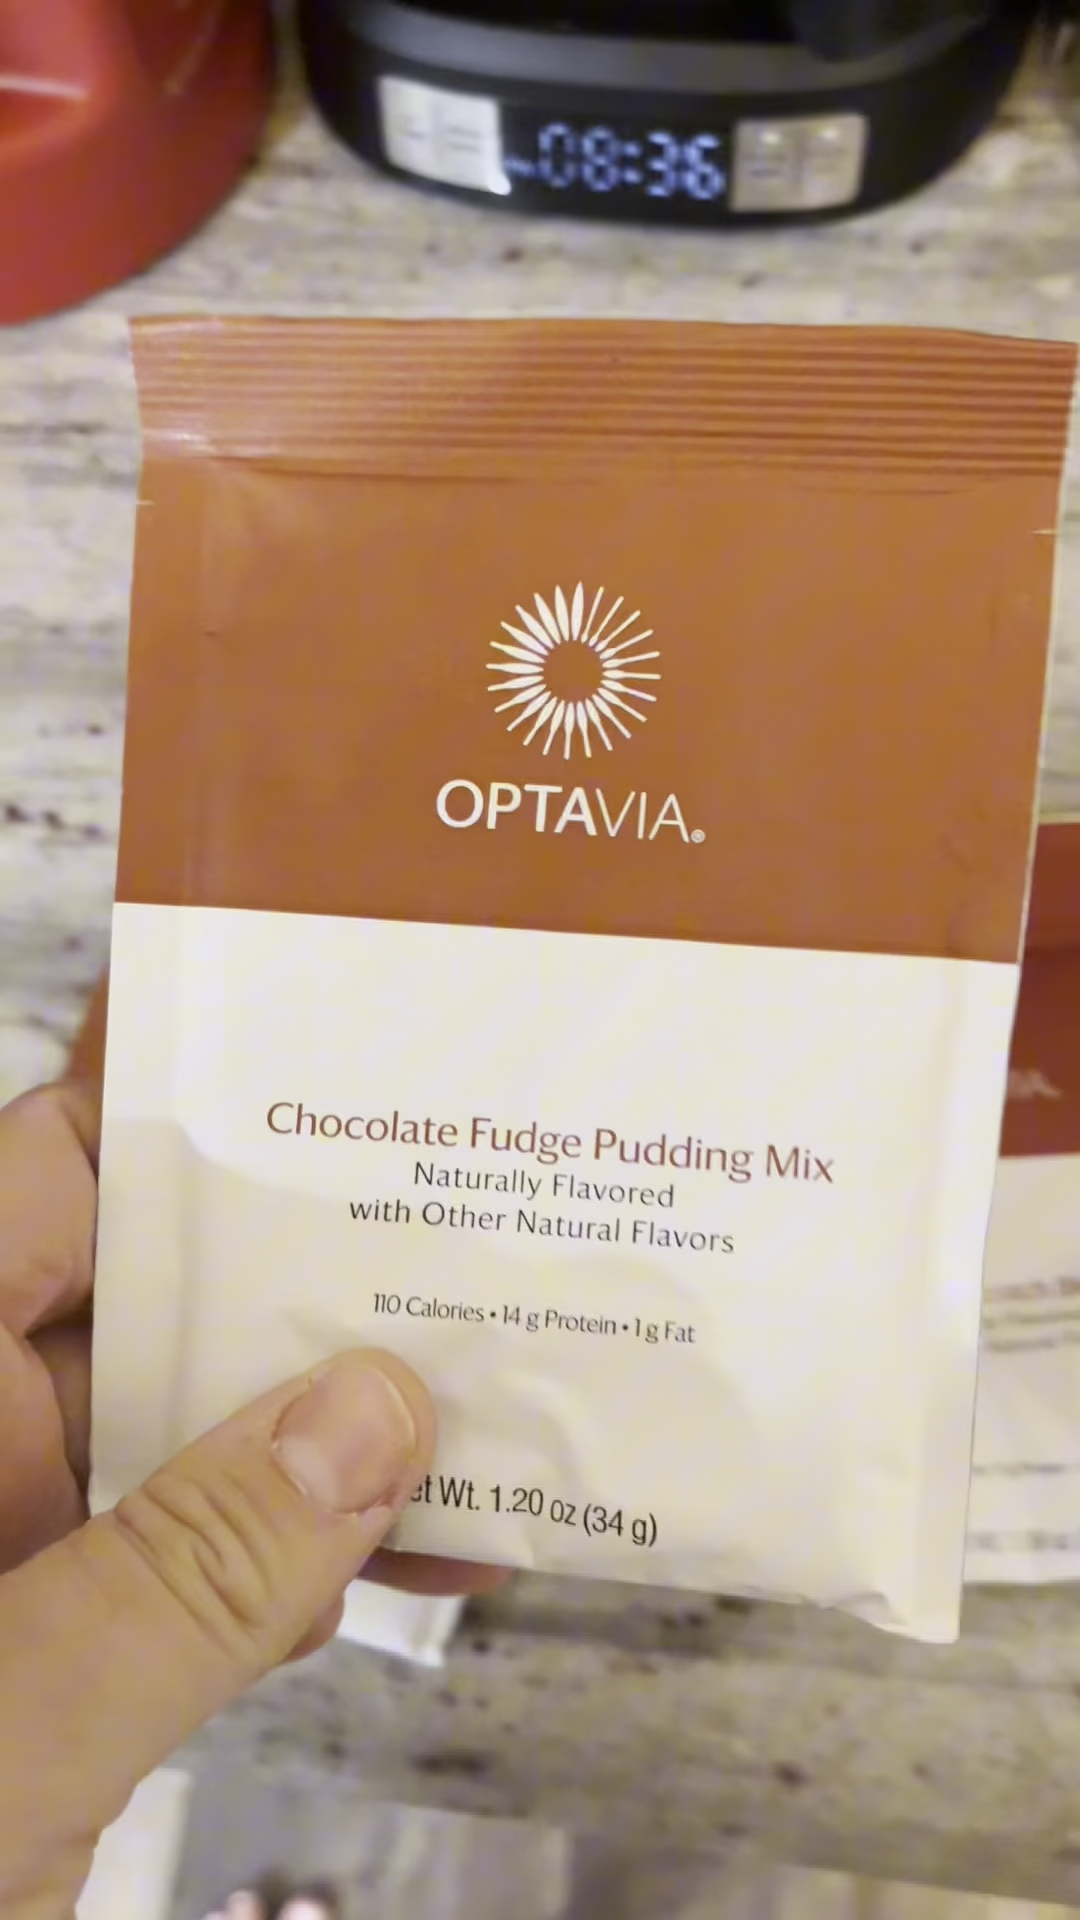 08:36
OPTAVIA®
Chocolate Fudge Pudding Mix
Naturally Flavored
with Other Natural Flavors
110 Calories • 14 g Protein • 1 g Fat
et Wt. 1.20 oz (34 g)